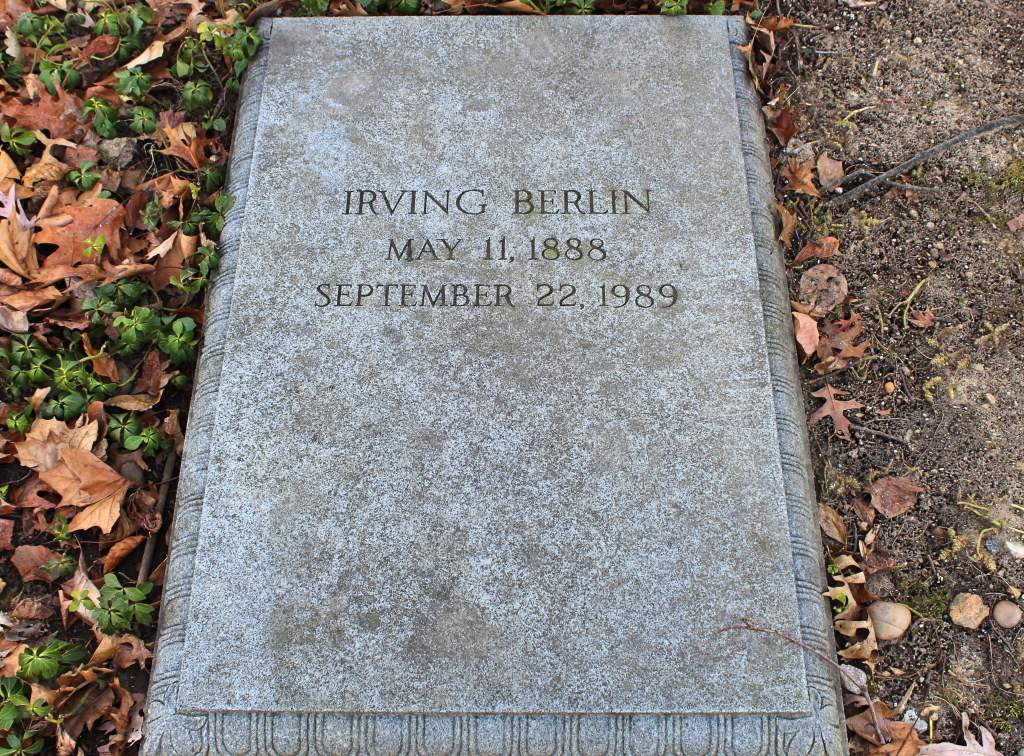 IRVING BERLIN
MAY 11, 1888
SEPTEMBER 22, 1989